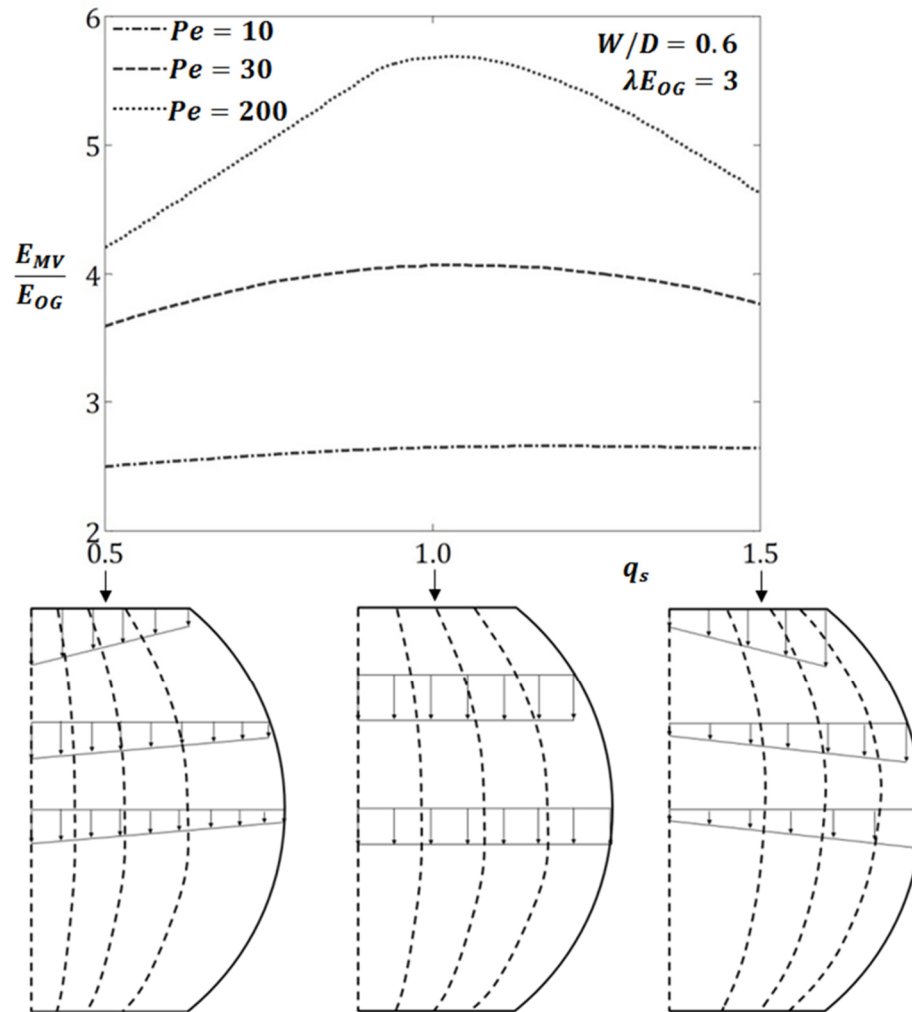 6
Pe = 10
Pe = 30
Pe = 200
W/D = 0.6
λE_OG = 3
5
E_MV
E_OG
4
3
2
0.5 1.0 1.5
q_s